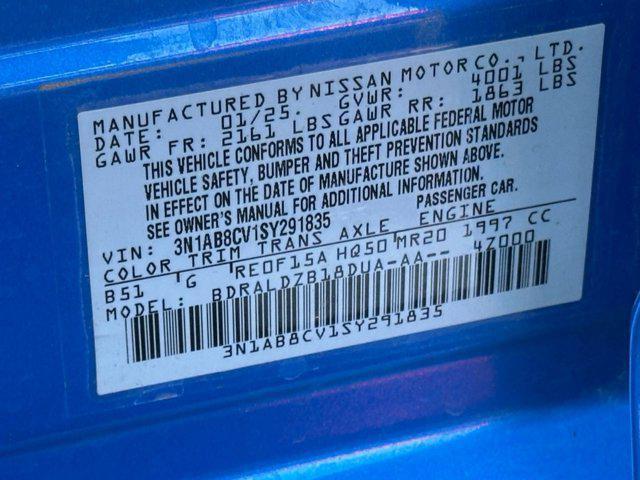 MANUFACTURED BY NISSAN MOTOR CO., LTD.
DATE: 01/25. GVWR: 4001 LBS
GAWR FR: 2161 LBS GAWR RR: 1863 LBS
THIS VEHICLE CONFORMS TO ALL APPLICABLE FEDERAL MOTOR
VEHICLE SAFETY, BUMPER AND THEFT PREVENTION STANDARDS
IN EFFECT ON THE DATE OF MANUFACTURE SHOWN ABOVE.
SEE OWNER'S MANUAL FOR ADDITIONAL INFORMATION.
VIN: 3N1AB8CV1SY291835 PASSENGER CAR.
COLOR TRIM TRANS AXLE ENGINE
B51 G RE0F15A HQ50 MR20 1997 CC
MODEL: BDRALDZB18DUA-AA-- 47000
3N1AB8CV1SY291835